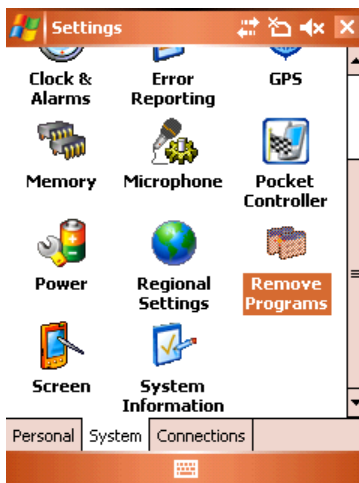 Settings
Clock & Error GPS
Alarms Reporting
Memory Microphone Pocket
Controller
Power Regional Remove
Settings Programs
Screen System
Information
Personal System Connections